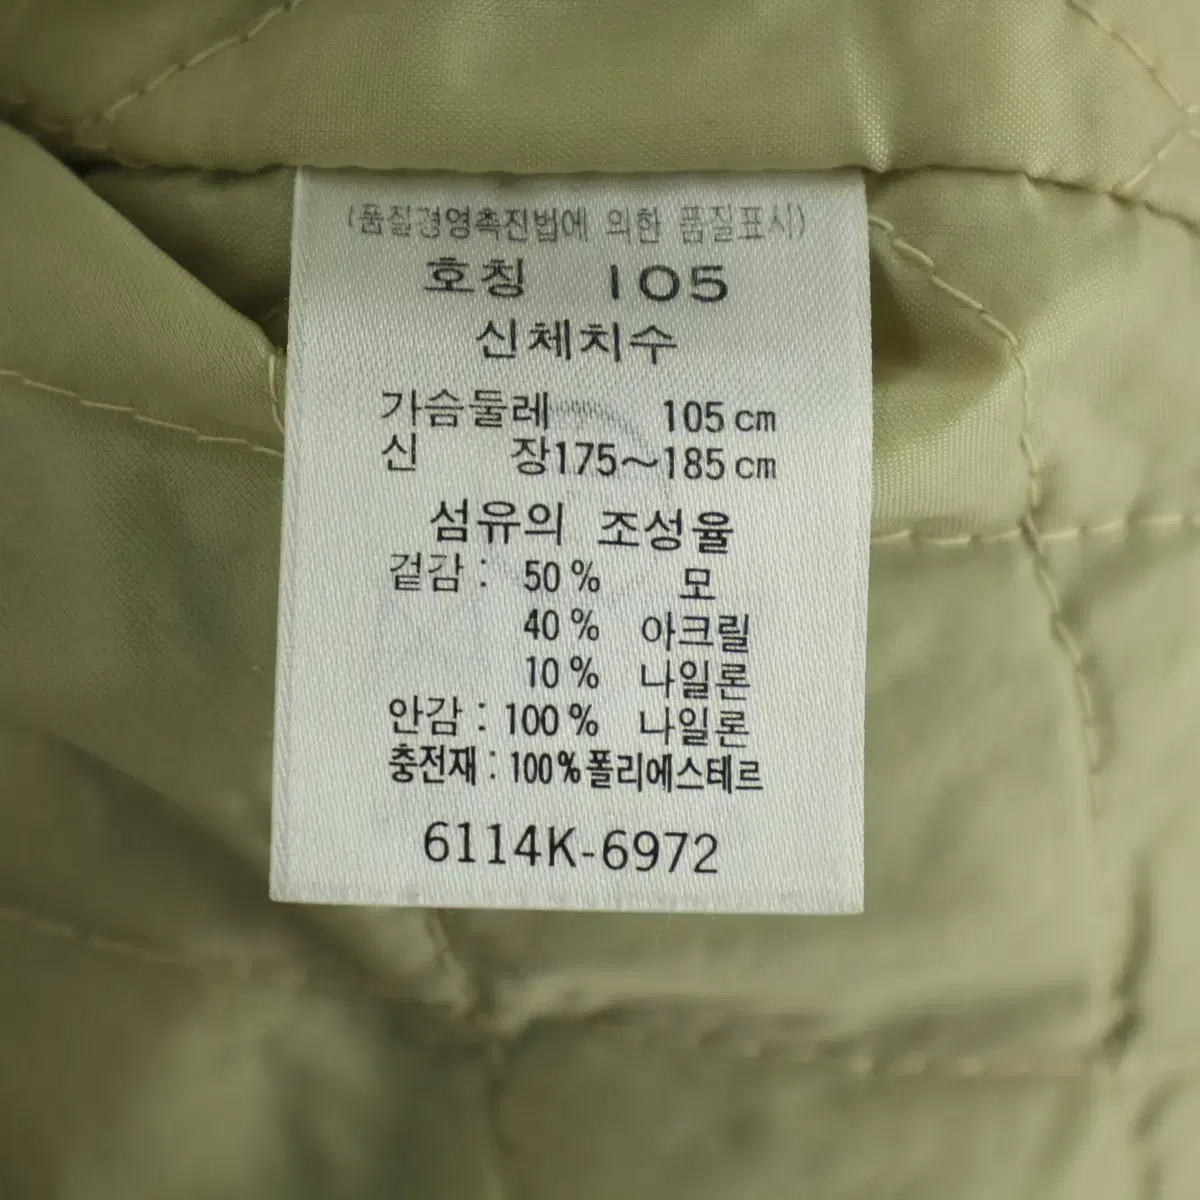 (품질경영촉진법에 의한 품질표시)
호칭 105
신체치수
가슴둘레 105 cm
신 장175~185 cm
섬유의 조성율
겉감 : 50 % 모
40 % 아크릴
10 % 나일론
안감 : 100 % 나일론
충전재 : 100 % 폴리에스테르
6114K-6972